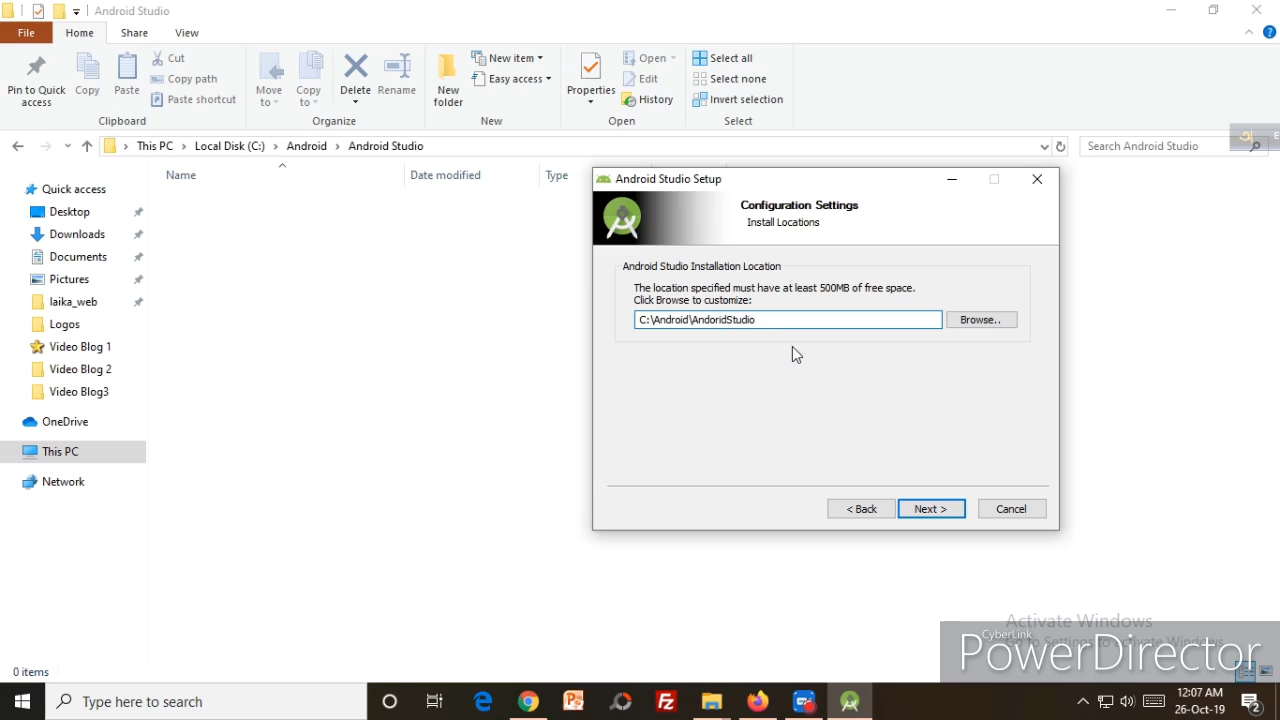 Android Studio
File
Home
Share
View
Pin to Quick access
Copy
Paste
Cut
Copy path
Paste shortcut
Clipboard
Move to
Copy to
Delete
Rename
Organize
New folder
New item
Easy access
New
Properties
Open
Edit
History
Open
Select all
Select none
Invert selection
Select
This PC
Local Disk (C:)
Android
Android Studio
Search Android Studio
Name
Date modified
Type
Quick access
Desktop
Downloads
Documents
Pictures
laika_web
Logos
Video Blog 1
Video Blog 2
Video Blog3
OneDrive
This PC
Network
0 items
Android Studio Setup
Configuration Settings
Install Locations
Android Studio Installation Location
The location specified must have at least 500MB of free space.
Click Browse to customize:
C:\Android\AndoridStudio
Browse..
< Back
Next >
Cancel
Activate Windows
Go to Settings to activate Windows.
CyberLink
PowerDirector
Type here to search
12:07 AM
26-Oct-19
2